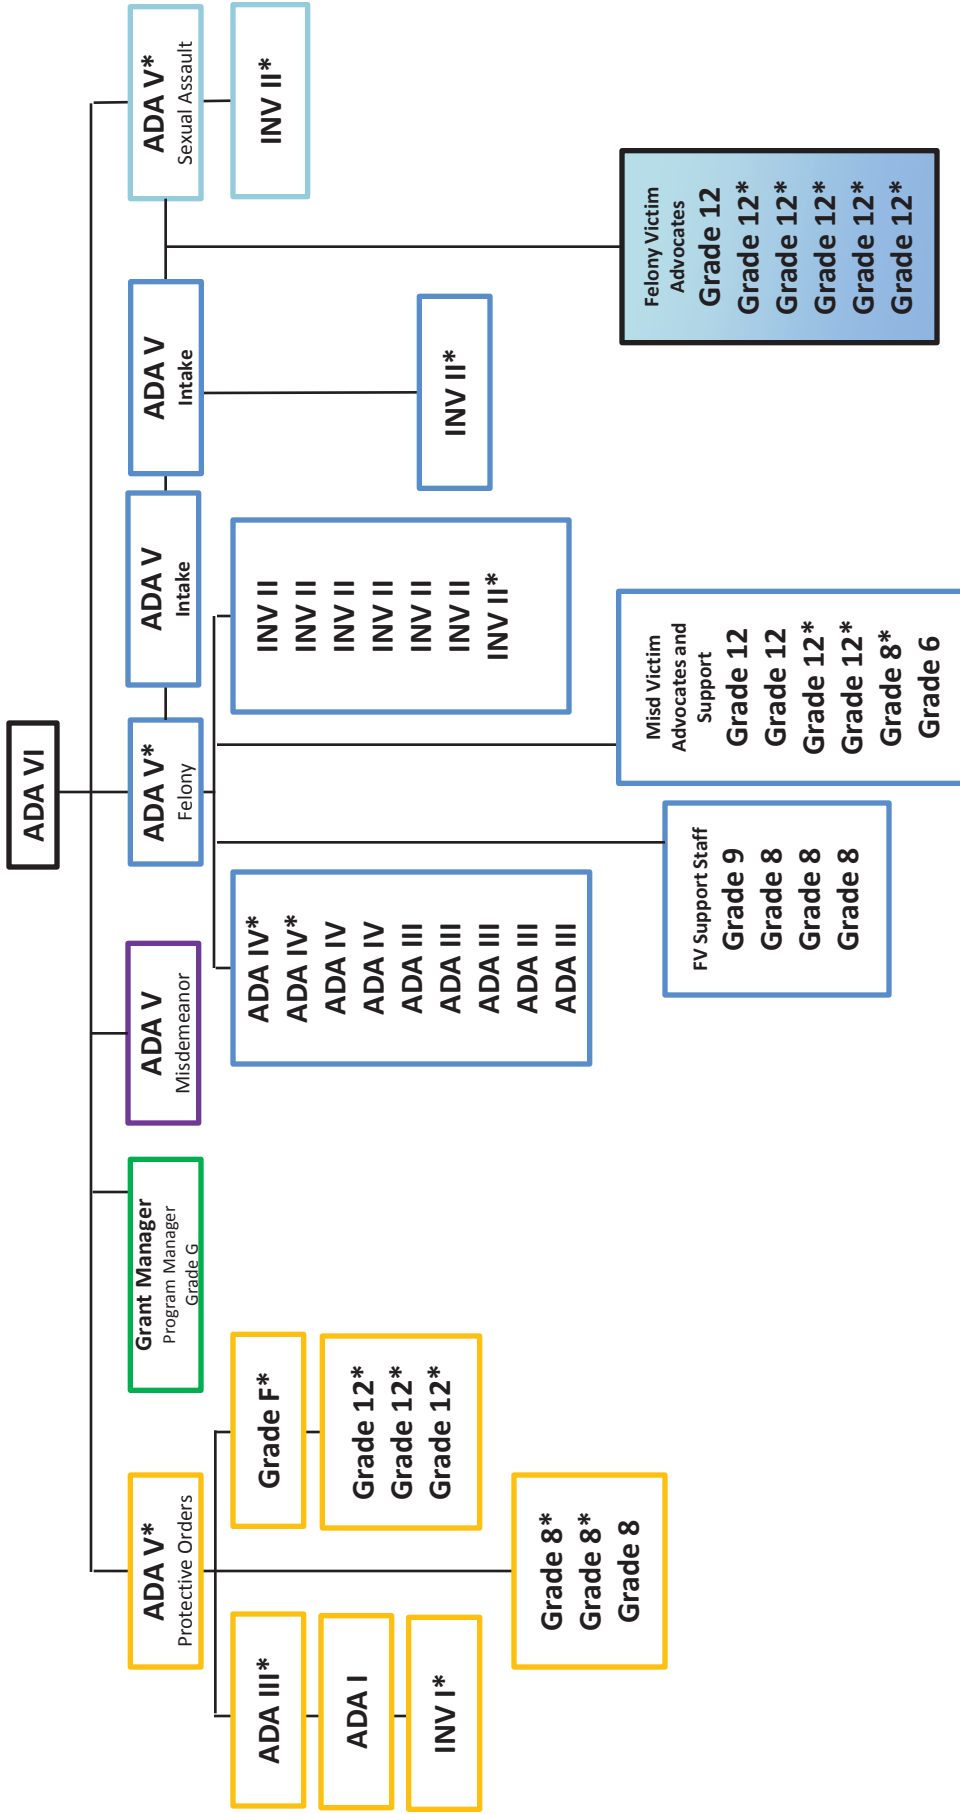 ADA VI
ADA V*
Protective Orders
Grant Manager
Program Manager
Grade G
ADA V
Misdemeanor
ADA V*
Felony
ADA V
Intake
ADA V
Intake
ADA V*
Sexual Assault
ADA III*
ADA I
INV I*
Grade F*
Grade 12*
Grade 12*
Grade 12*
Grade 8*
Grade 8*
Grade 8
ADA IV*
ADA IV*
ADA IV
ADA IV
ADA III
ADA III
ADA III
ADA III
ADA III
FV Support Staff
Grade 9
Grade 8
Grade 8
Grade 8
Misd Victim
Advocates and
Support
Grade 12
Grade 12
Grade 12*
Grade 12*
Grade 8*
Grade 6
INV II
INV II
INV II
INV II
INV II
INV II
INV II*
INV II*
INV II*
Felony Victim
Advocates
Grade 12
Grade 12*
Grade 12*
Grade 12*
Grade 12*
Grade 12*